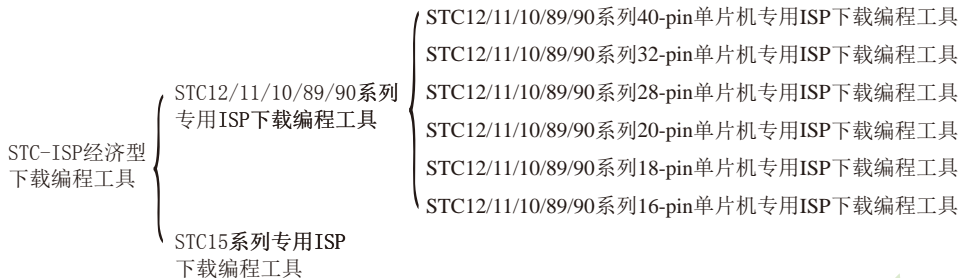 STC-ISP经济型
下载编程工具
STC12/11/10/89/90系列
专用ISP下载编程工具
STC12/11/10/89/90系列40-pin单片机专用ISP下载编程工具
STC12/11/10/89/90系列32-pin单片机专用ISP下载编程工具
STC12/11/10/89/90系列28-pin单片机专用ISP下载编程工具
STC12/11/10/89/90系列20-pin单片机专用ISP下载编程工具
STC12/11/10/89/90系列18-pin单片机专用ISP下载编程工具
STC12/11/10/89/90系列16-pin单片机专用ISP下载编程工具
STC15系列专用ISP
下载编程工具